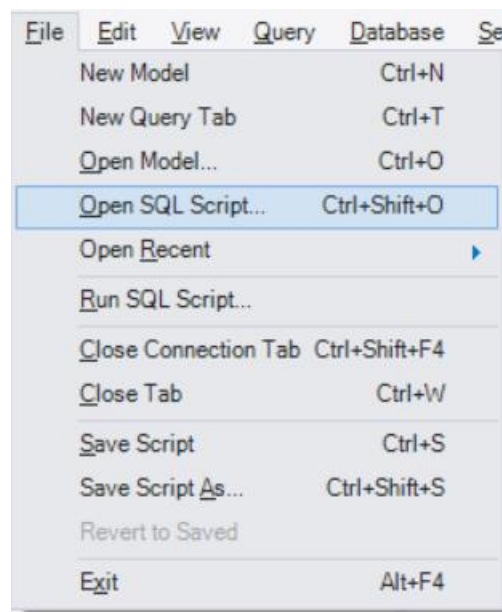 File Edit View Query Database Se
New Model Ctrl+N
New Query Tab Ctrl+T
Open Model... Ctrl+O
Open SQL Script... Ctrl+Shift+O
Open Recent
Run SQL Script...
Close Connection Tab Ctrl+Shift+F4
Close Tab Ctrl+W
Save Script Ctrl+S
Save Script As... Ctrl+Shift+S
Revert to Saved
Exit Alt+F4